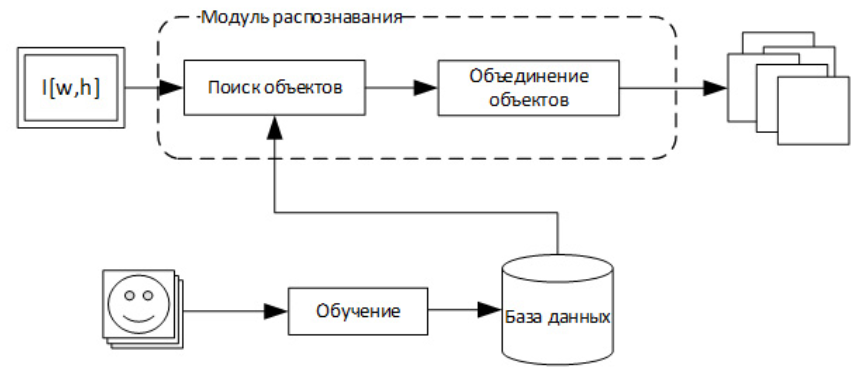 Модуль распознавания
I[w,h]
Поиск объектов
Объединение
объектов
Обучение
База данных